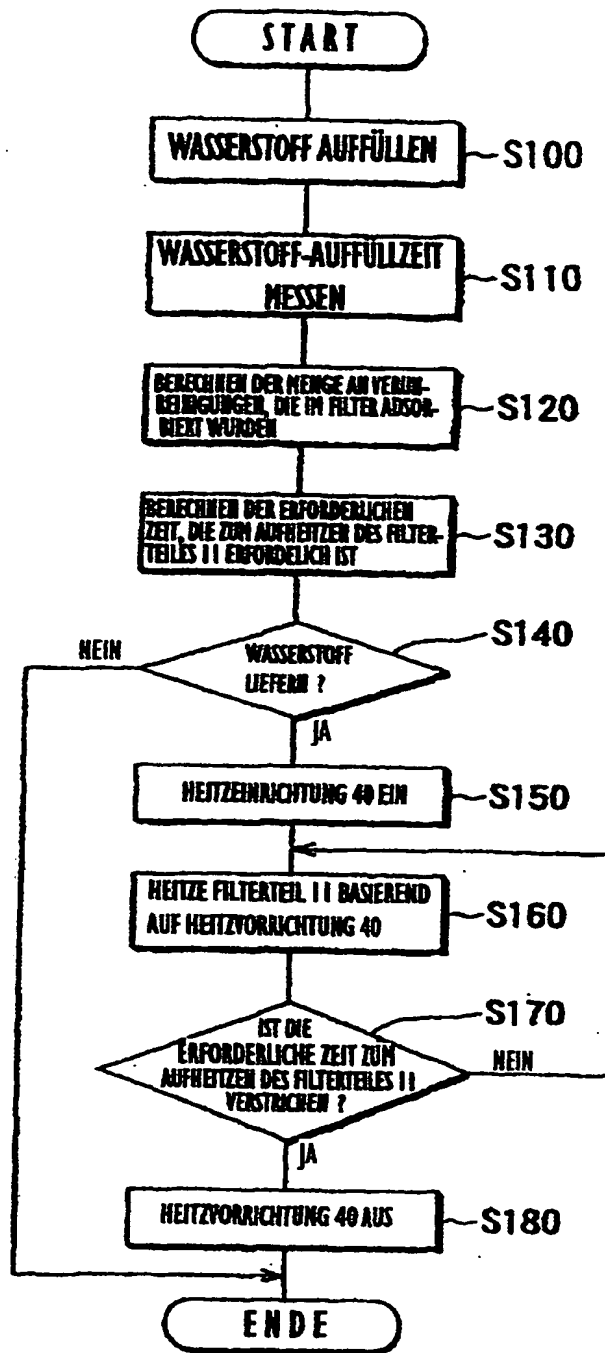 START
WASSERSTOFF AUFFÜLLEN
S100
WASSERSTOFF-AUFFÜLLZEIT
MESSEN
S110
BERECHNEN DER MENGE AN VERUN-
REINIGUNGEN, DIE IM FILTER ADSOR-
BIERT WURDEN
S120
BERECHNEN DER ERFORDERLICHEN
ZEIT, DIE ZUM AUFHEITZEN DES FILTER-
TEILES 11 ERFORDELICH IST
S130
S140
NEIN
WASSERSTOFF
LIEFERN ?
JA
HEITZEINRICHTUNG 40 EIN
S150
HEITZE FILTERTEIL 11 BASIEREND
AUF HEITZVORRICHTUNG 40
S160
S170
IST DIE
ERFORDERLICHE ZEIT ZUM
AUFHEITZEN DES FILTERTEILES 11
VERSTRICHEN ?
NEIN
JA
HEITZVORRICHTUNG 40 AUS
S180
ENDE